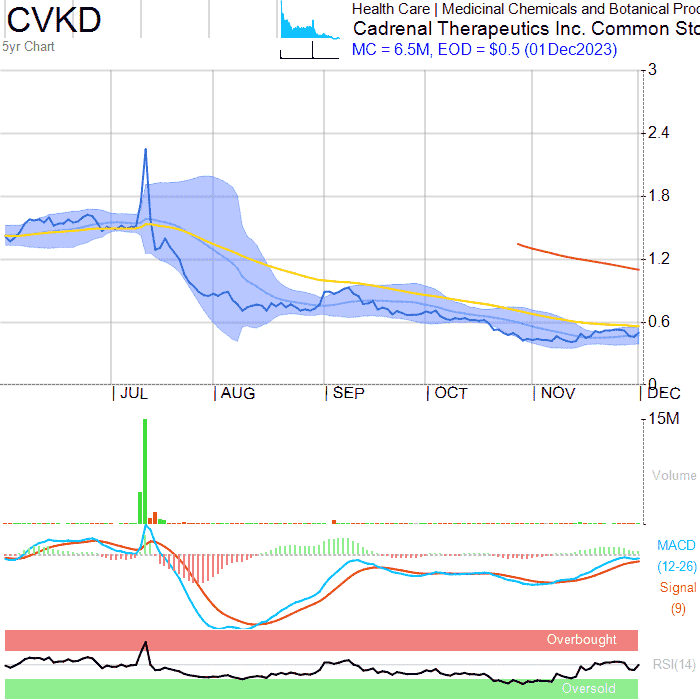 CVKD
5yr Chart
Health Care | Medicinal Chemicals and Botanical
Cadrenal Therapeutics Inc. Common
MC = 6.5M, EOD = $0.5 (01Dec2023)
3
2.4
1.8
1.2
0.6
0
JUL AUG SEP OCT NOV DEC
15M
Volume
MACD
(12-26)
Signal
(9)
Overbought
RSI(14)
Oversold